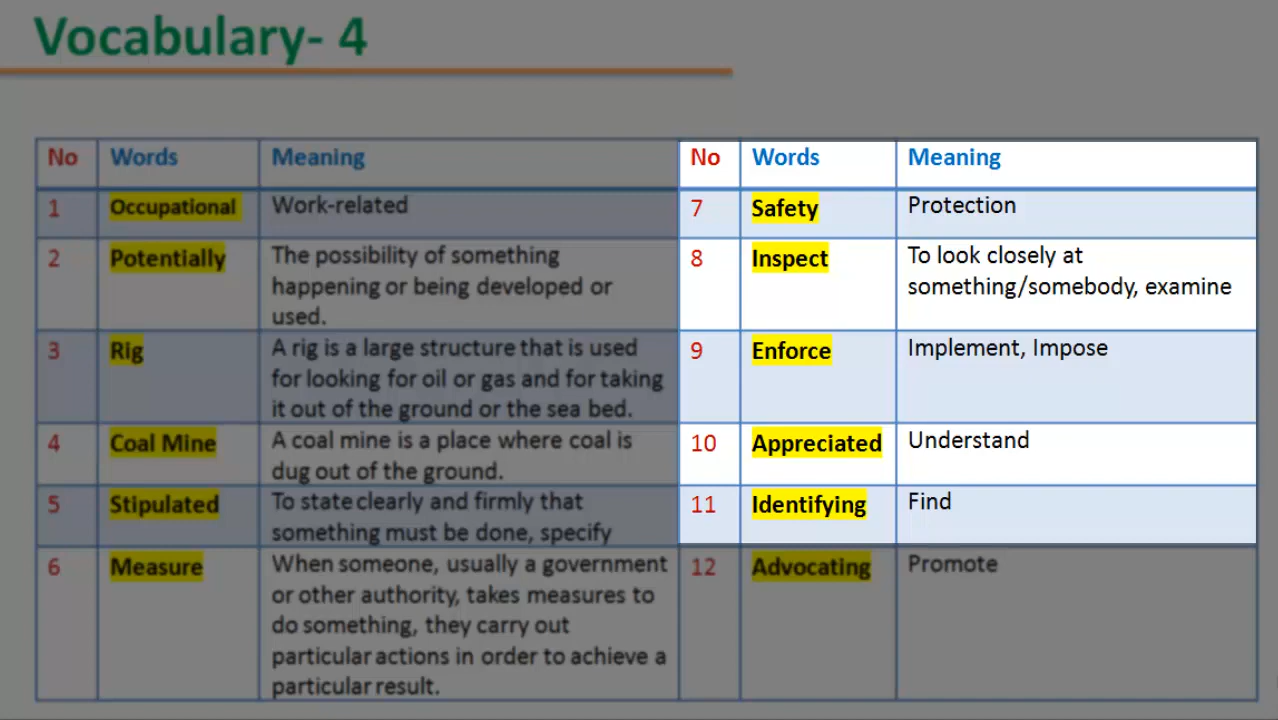 Vocabulary- 4
No Words Meaning
1 Occupational Work-related
2 Potentially The possibility of something
happening or being developed or
used.
3 Rig A rig is a large structure that is used
for looking for oil or gas and for taking
it out of the ground or the sea bed.
4 Coal Mine A coal mine is a place where coal is
dug out of the ground.
5 Stipulated To state clearly and firmly that
something must be done, specify
6 Measure When someone, usually a government
or other authority, takes measures to
do something, they carry out
particular actions in order to achieve a
particular result.
No Words Meaning
7 Safety Protection
8 Inspect To look closely at
something/somebody, examine
9 Enforce Implement, Impose
10 Appreciated Understand
11 Identifying Find
12 Advocating Promote